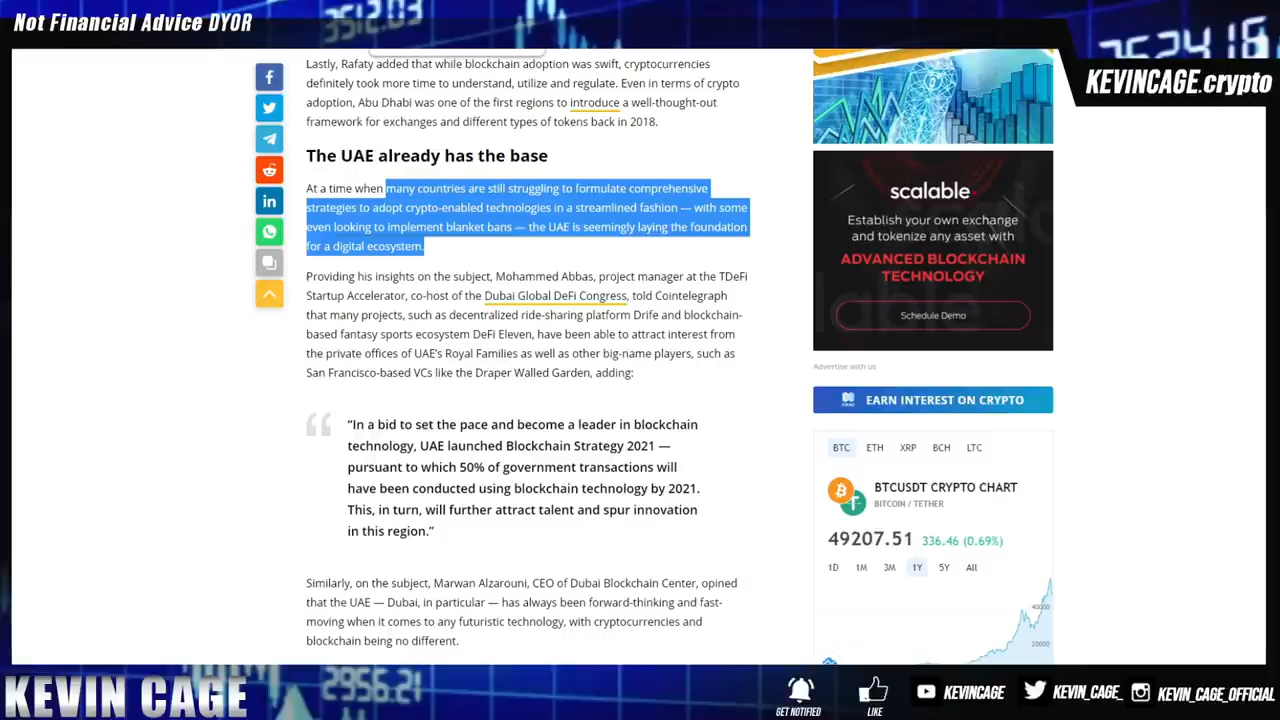 Not Financial Advice DYOR
KEVINCAGE.crypto
Lastly, Rafaty added that while blockchain adoption was swift, cryptocurrencies
definitely took more time to understand, utilize and regulate. Even in terms of crypto
adoption, Abu Dhabi was one of the first regions to introduce a well-thought-out
framework for exchanges and different types of tokens back in 2018.
The UAE already has the base
At a time when many countries are still struggling to formulate comprehensive
strategies to adopt crypto-enabled technologies in a streamlined fashion — with some
even looking to implement blanket bans — the UAE is seemingly laying the foundation
for a digital ecosystem.
Providing his insights on the subject, Mohammed Abbas, project manager at the TDeFi
Startup Accelerator, co-host of the Dubai Global DeFi Congress, told Cointelegraph
that many projects, such as decentralized ride-sharing platform Drife and blockchain-
based fantasy sports ecosystem DeFi Eleven, have been able to attract interest from
the private offices of UAE's Royal Families as well as other big-name players, such as
San Francisco-based VCs like the Draper Walled Garden, adding:
“In a bid to set the pace and become a leader in blockchain
technology, UAE launched Blockchain Strategy 2021 —
pursuant to which 50% of government transactions will
have been conducted using blockchain technology by 2021.
This, in turn, will further attract talent and spur innovation
in this region.”
Similarly, on the subject, Marwan Alzarouni, CEO of Dubai Blockchain Center, opined
that the UAE — Dubai, in particular — has always been forward-thinking and fast-
moving when it comes to any futuristic technology, with cryptocurrencies and
blockchain being no different.
scalable.
Establish your own exchange
and tokenize any asset with
ADVANCED BLOCKCHAIN
TECHNOLOGY
Schedule Demo
Advertise with us
EARN INTEREST ON CRYPTO
BTC ETH XRP BCH LTC
BTCUSDT CRYPTO CHART
BITCOIN / TETHER
49207.51 336.46 (0.69%)
1D 1M 3M 1Y 5Y All
40000
20000
2956.21
KEVIN CAGE
GET NOTIFIED
LIKE
KEVINCAGE
KEVIN_CAGE_
KEVIN_CAGE_OFFICIAL